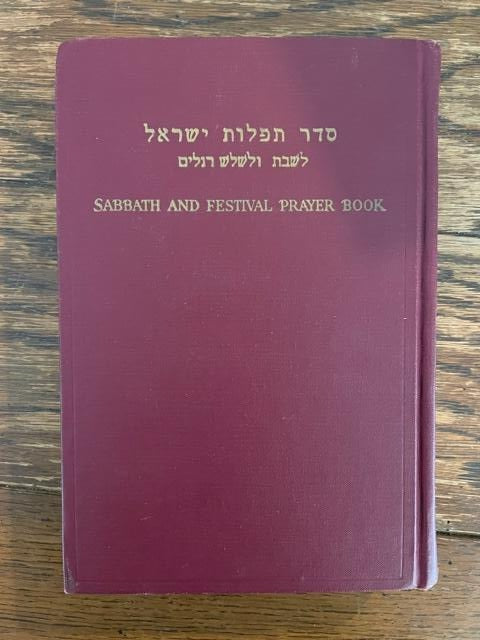 סדר תפלות ישראל
לשבת ולשלש רגלים
SABBATH AND FESTIVAL PRAYER BOOK